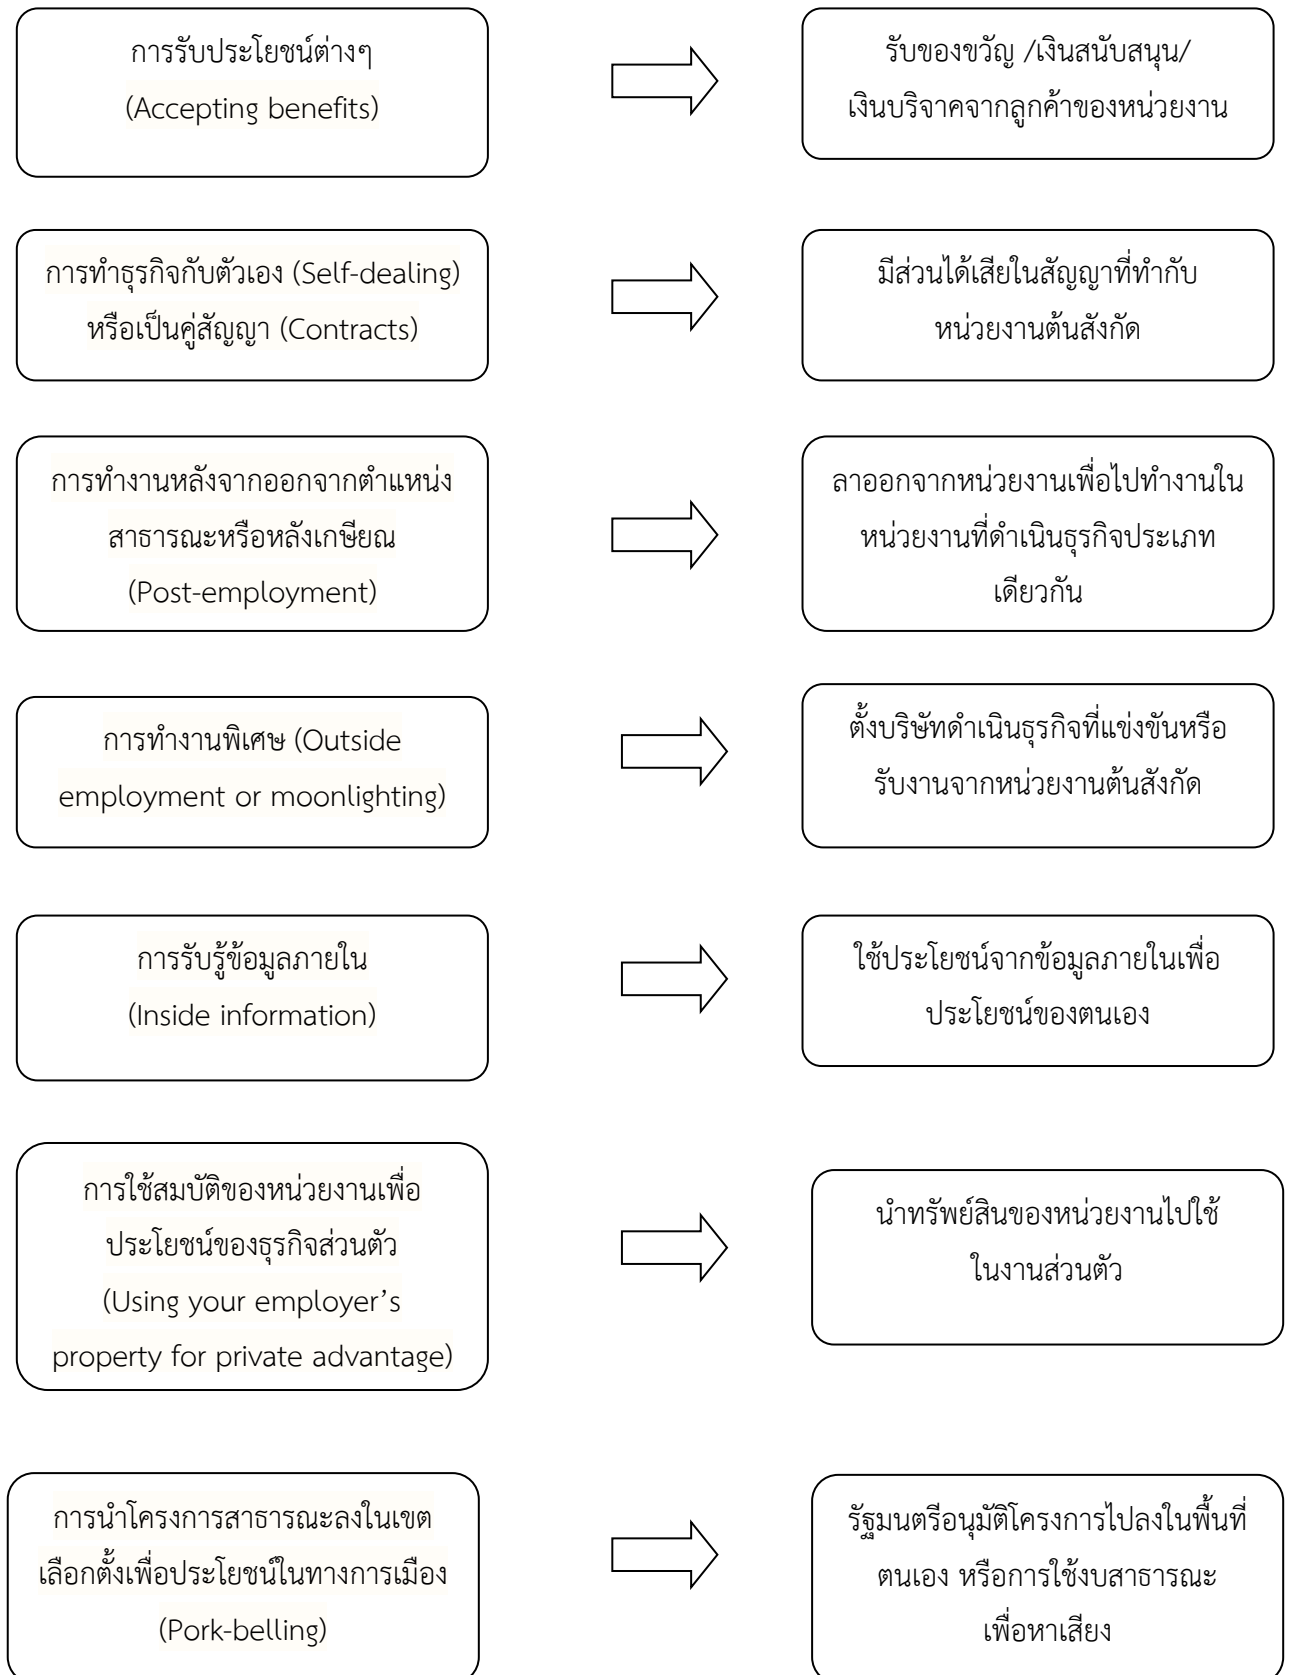 การรับประโยชน์ต่างๆ
(Accepting benefits)
รับของขวัญ /เงินสนับสนุน/
เงินบริจาคจากลูกค้าของหน่วยงาน
การทำธุรกิจกับตัวเอง (Self-dealing)
หรือเป็นคู่สัญญา (Contracts)
มีส่วนได้เสียในสัญญาที่ทำกับ
หน่วยงานต้นสังกัด
การทำงานหลังจากออกจากตำแหน่ง
สาธารณะหรือหลังเกษียณ
(Post-employment)
ลาออกจากหน่วยงานเพื่อไปทำงานใน
หน่วยงานที่ดำเนินธุรกิจประเภท
เดียวกัน
การทำงานพิเศษ (Outside
employment or moonlighting)
ตั้งบริษัทดำเนินธุรกิจที่แข่งขันหรือ
รับงานจากหน่วยงานต้นสังกัด
การรับรู้ข้อมูลภายใน
(Inside information)
ใช้ประโยชน์จากข้อมูลภายในเพื่อ
ประโยชน์ของตนเอง
การใช้สมบัติของหน่วยงานเพื่อ
ประโยชน์ของธุรกิจส่วนตัว
(Using your employer’s
property for private advantage)
นำทรัพย์สินของหน่วยงานไปใช้
ในงานส่วนตัว
การนำโครงการสาธารณะลงในเขต
เลือกตั้งเพื่อประโยชน์ในทางการเมือง
(Pork-belling)
รัฐมนตรีอนุมัติโครงการไปลงในพื้นที่
ตนเอง หรือการใช้งบสาธารณะ
เพื่อหาเสียง